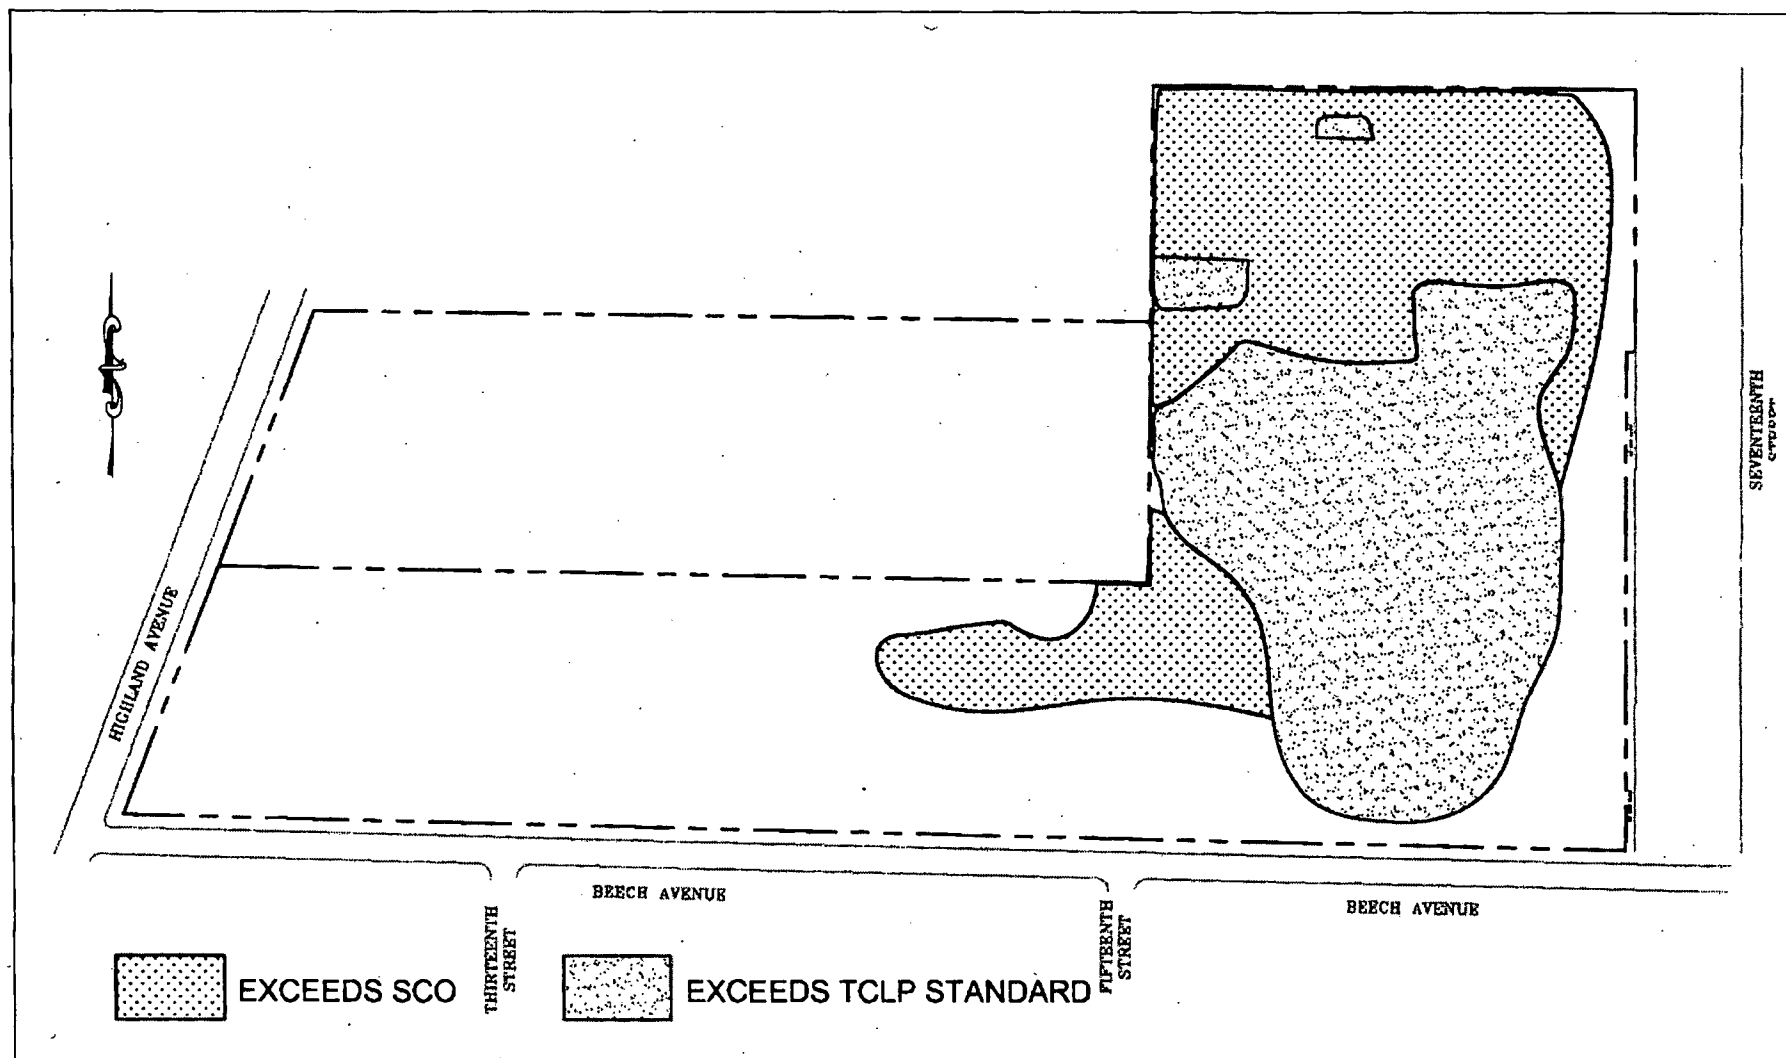 SEVENTEENTH
HIGHLAND AVENUE
BEECH AVENUE
BEECH AVENUE
THIRTEENTH
STREET
FIFTEENTH
STREET
EXCEEDS SCO
EXCEEDS TCLP STANDARD